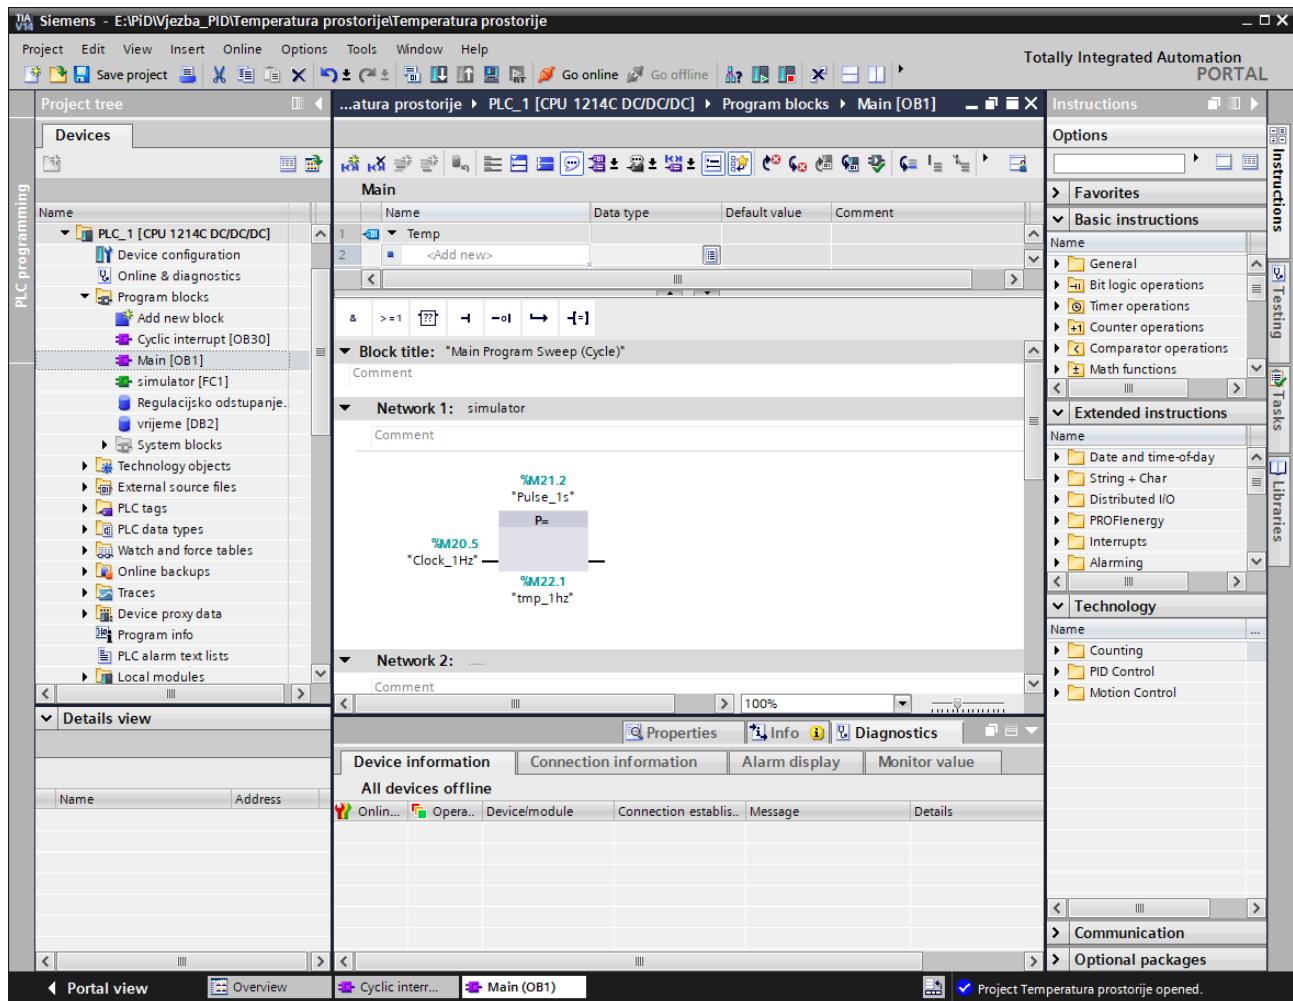 TIA V14 Siemens - E:\PiD\Vjezba_PID\Temperatura prostorije\Temperatura prostorije
Project Edit View Insert Online Options Tools Window Help
Totally Integrated Automation
PORTAL
Save project Go online Go offline
Project tree
Devices
PLC programming
Name
PLC_1 [CPU 1214C DC/DC/DC]
Device configuration
Online & diagnostics
Program blocks
Add new block
Cyclic interrupt [OB30]
Main [OB1]
simulator [FC1]
Regulacijsko odstupanje..
vrijeme [DB2]
System blocks
Technology objects
External source files
PLC tags
PLC data types
Watch and force tables
Online backups
Traces
Device proxy data
Program info
PLC alarm text lists
Local modules
Details view
Name Address
...atura prostorije PLC_1 [CPU 1214C DC/DC/DC] Program blocks Main [OB1]
Main
Name Data type Default value Comment
1 Temp
2 <Add new>
& >=1 ??
Block title: "Main Program Sweep (Cycle)"
Comment
Network 1: simulator
Comment
%M21.2
"Pulse_1s"
P=
%M20.5
"Clock_1Hz"
%M22.1
"tmp_1hz"
Network 2: .....
Comment
100%
Properties Info Diagnostics
Device information Connection information Alarm display Monitor value
All devices offline
Onlin... Opera.. Device/module Connection establis.. Message Details
Instructions
Options
Favorites
Basic instructions
Name
General
Bit logic operations
Timer operations
Counter operations
Comparator operations
Math functions
Extended instructions
Name
Date and time-of-day
String + Char
Distributed I/O
PROFIenergy
Interrupts
Alarming
Technology
Name ...
Counting
PID Control
Motion Control
Communication
Optional packages
Instructions
Testing
Tasks
Libraries
Portal view Overview Cyclic interr... Main (OB1) Project Temperatura prostorije opened.